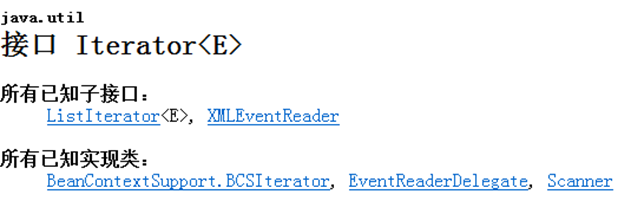 java.util
接口 Iterator<E>
所有已知子接口：
ListIterator<E>, XMLEventReader
所有已知实现类：
BeanContextSupport.BCSIterator, EventReaderDelegate, Scanner